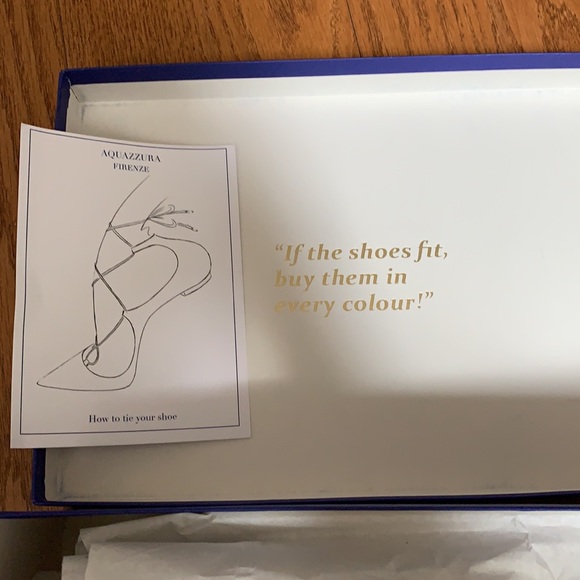 AQUAZZURA
FIRENZE
How to tie your shoe
“If the shoes fit,
buy them in
every colour!”